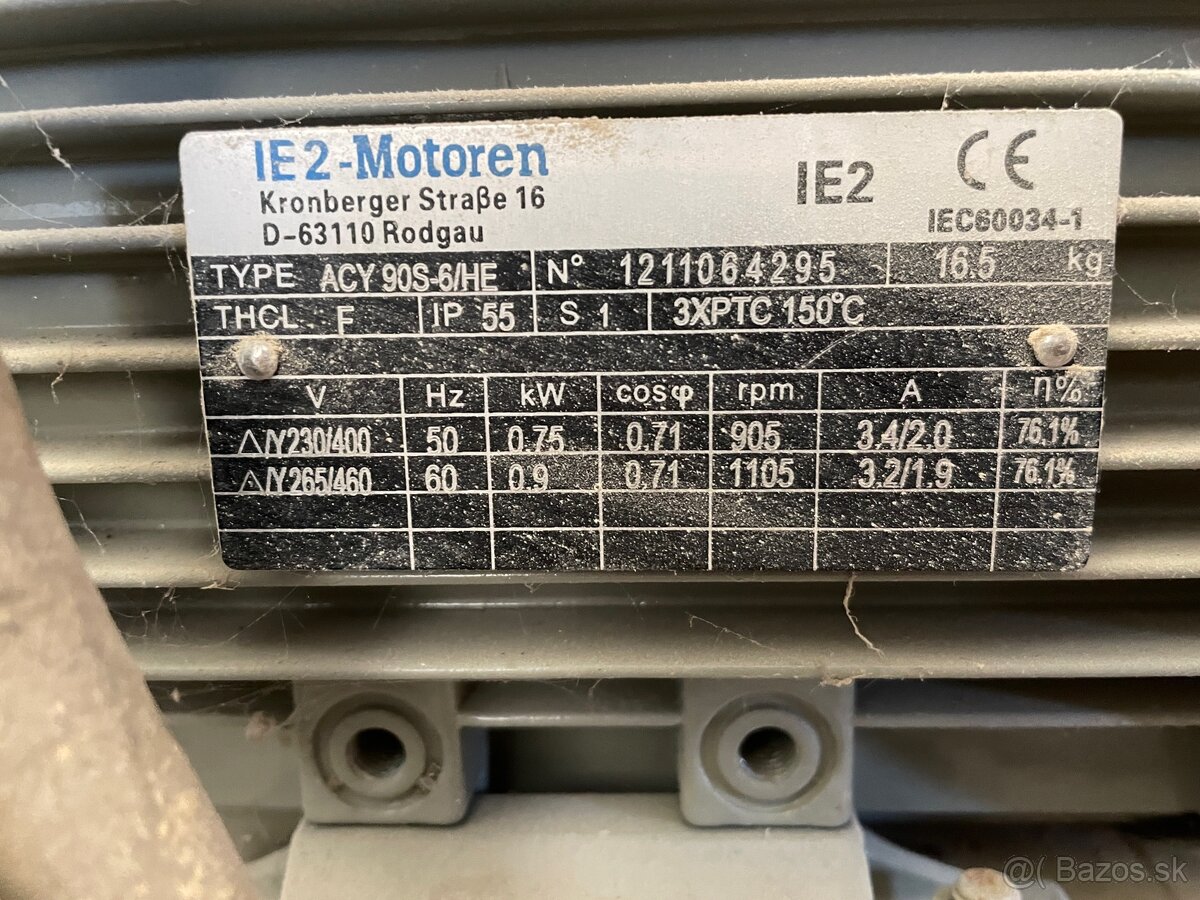 IE2-Motoren
Kronberger Straße 16
D-63110 Rodgau
IE2
CE
IEC60034-1
TYPE ACY 90S-6/HE N° 1211064295 16.5 kg
THCL F IP 55 S 1 3XPTC 150°C
V Hz kW cosφ rpm A η%
△/Y 230/400 50 0.75 0.71 905 3.4/2.0 76.1%
△/Y 265/460 60 0.9 0.71 1105 3.2/1.9 76.1%
@( Bazos.sk